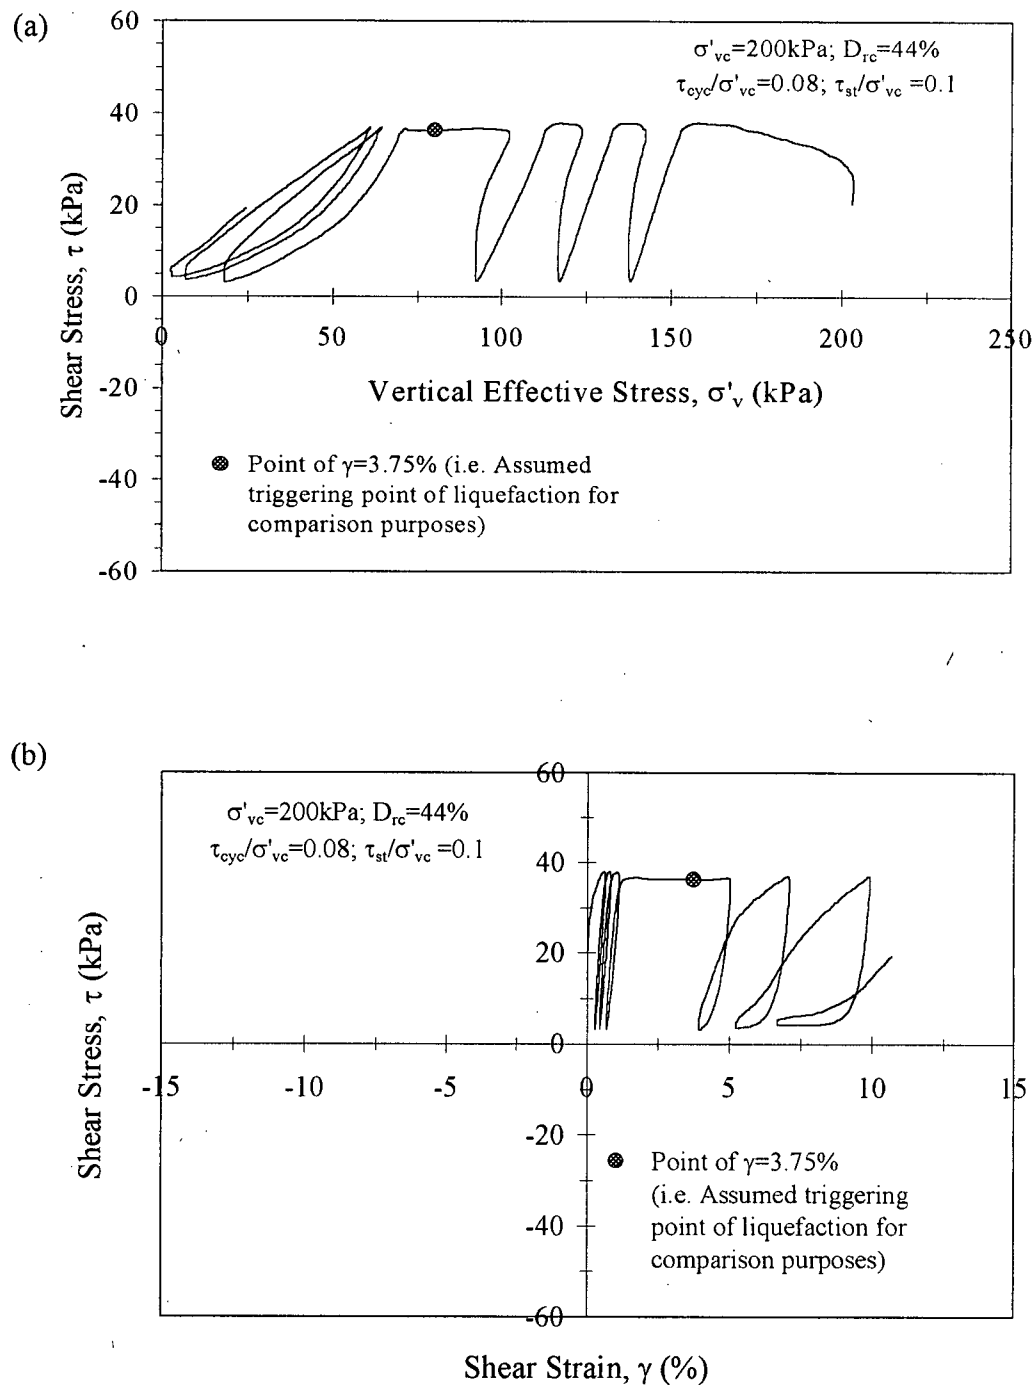 (a)
60
40
20
0
-20
-40
-60
Shear Stress, τ (kPa)
σ'vc=200kPa; Drc=44%
τcyc/σ'vc=0.08; τst/σ'vc =0.1
0 50 100 150 200 250
Vertical Effective Stress, σ'v (kPa)
Point of γ=3.75% (i.e. Assumed
triggering point of liquefaction for
comparison purposes)
(b)
60
40
20
0
-20
-40
-60
Shear Stress, τ (kPa)
σ'vc=200kPa; Drc=44%
τcyc/σ'vc=0.08; τst/σ'vc =0.1
-15 -10 -5 0 5 10 15
Point of γ=3.75%
(i.e. Assumed triggering
point of liquefaction for
comparison purposes)
Shear Strain, γ (%)